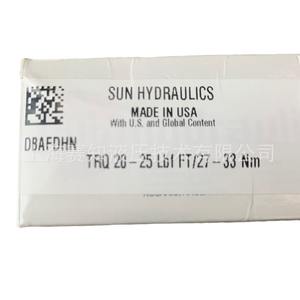 SUN HYDRAULICS
MADE IN USA
With U.S. and Global Content
DBAFDHN
TRQ 20-25 Lbf FT/27-33 Nm